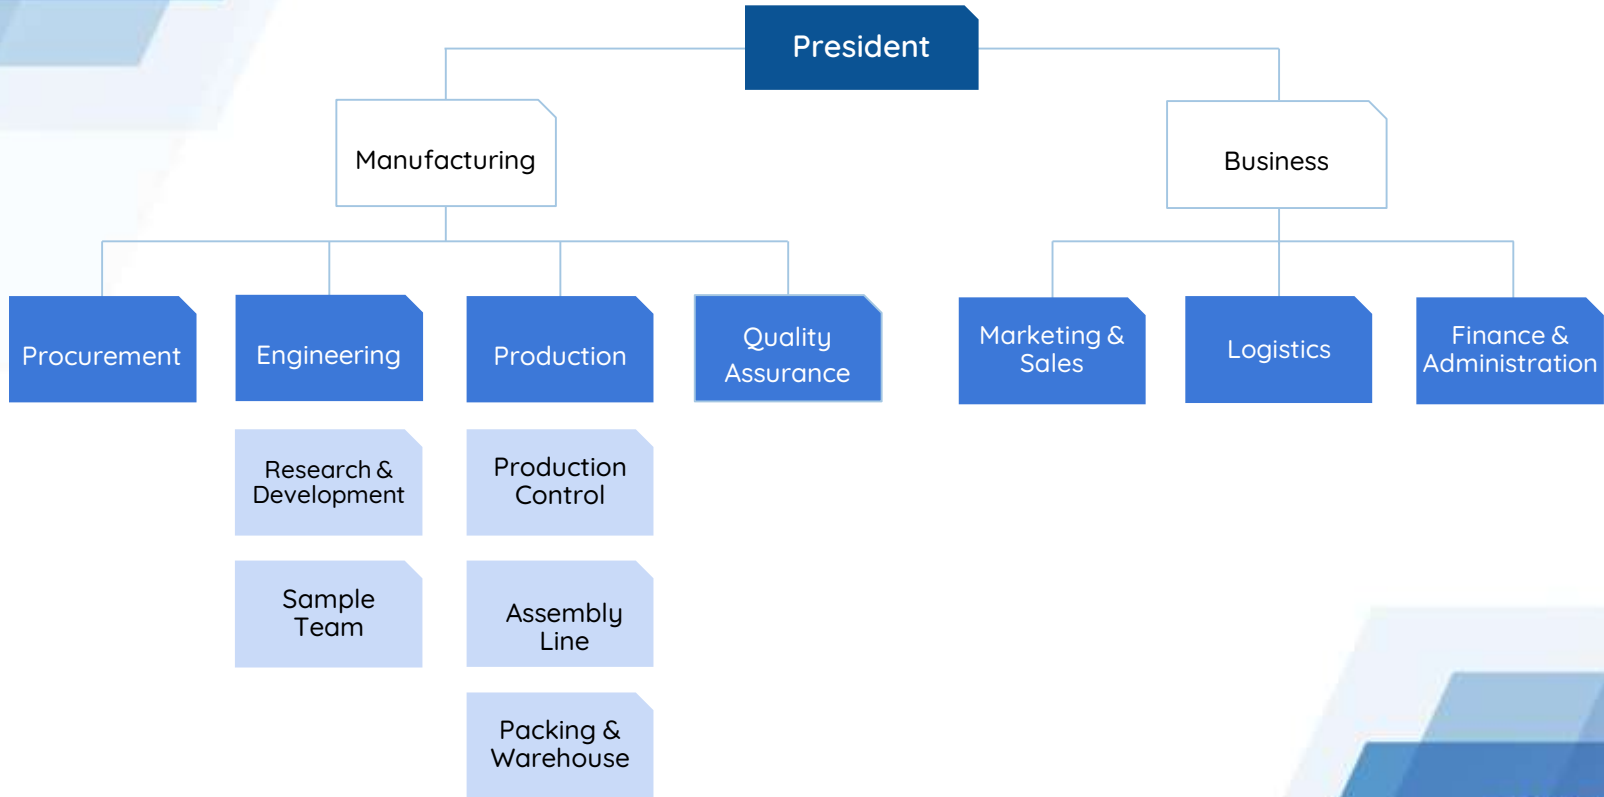 President
Manufacturing
Business
Procurement
Engineering
Production
Quality
Assurance
Marketing &
Sales
Logistics
Finance &
Administration
Research &
Development
Production
Control
Sample
Team
Assembly
Line
Packing &
Warehouse